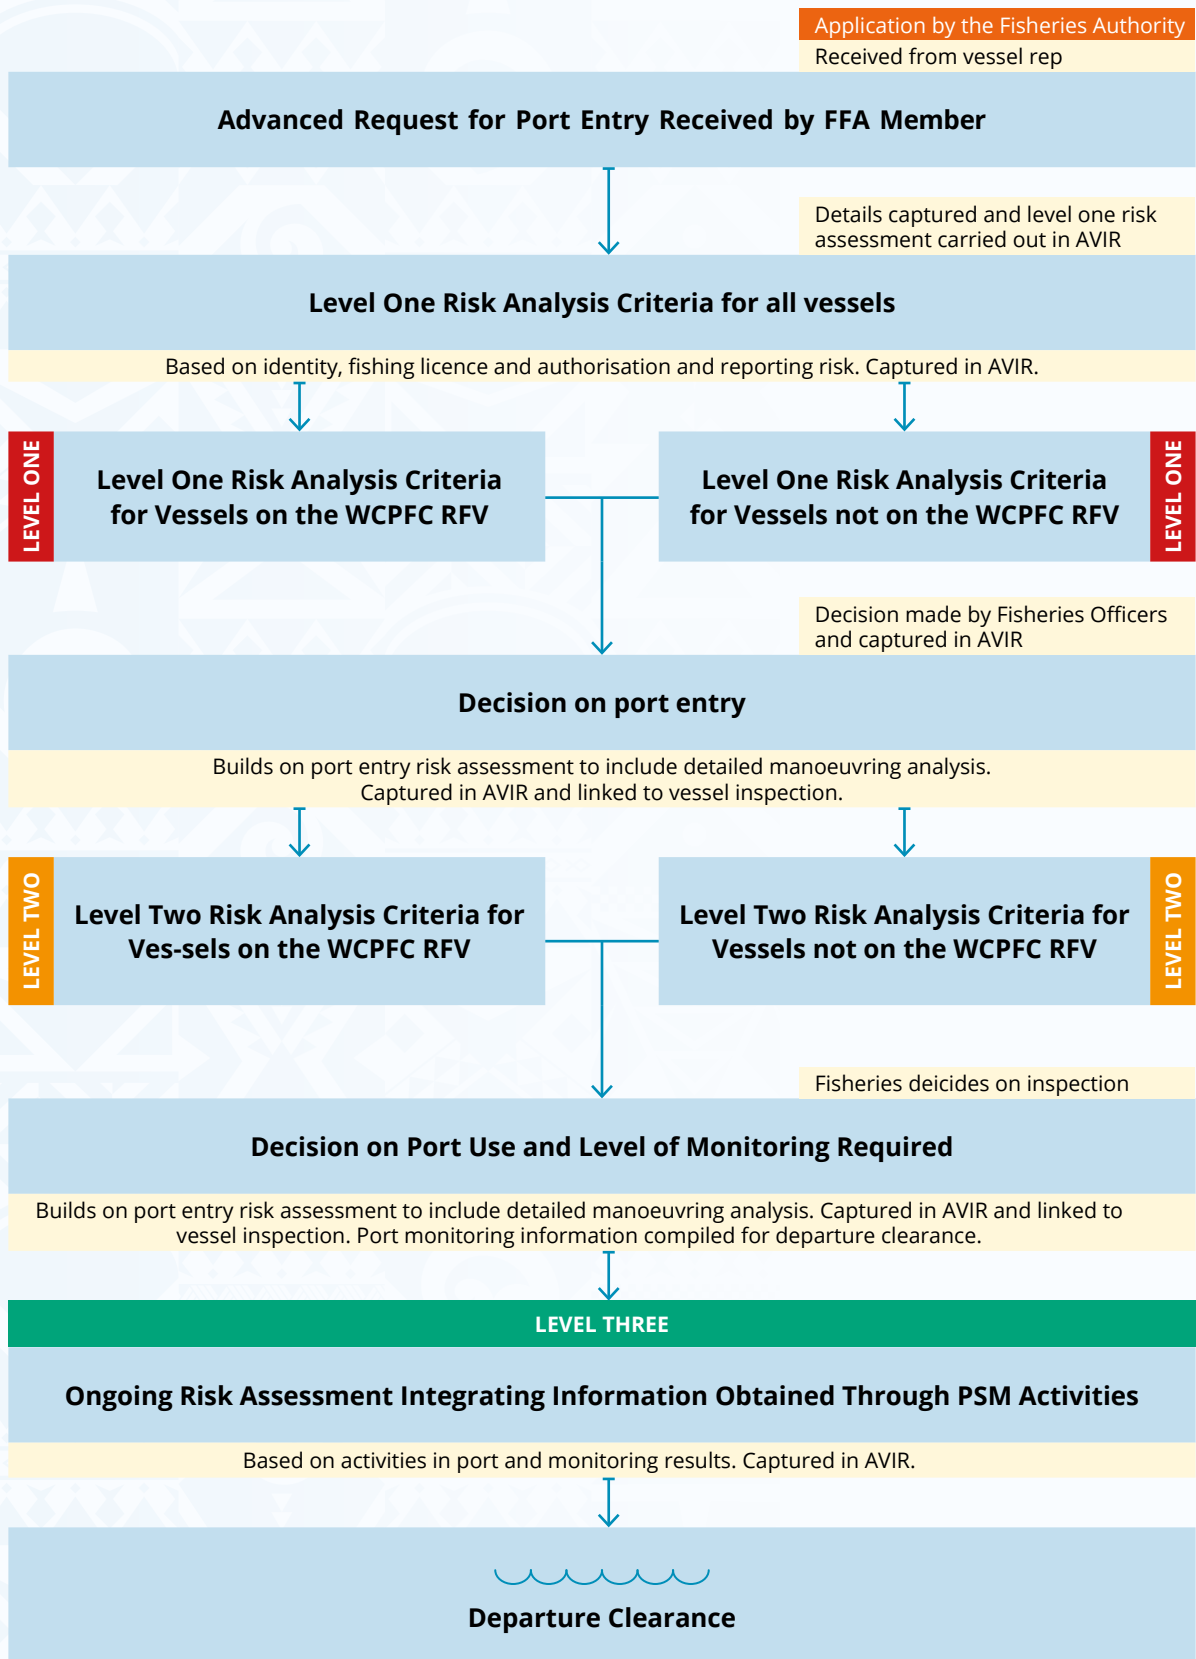 Application by the Fisheries Authority
Received from vessel rep
Advanced Request for Port Entry Received by FFA Member
Details captured and level one risk
assessment carried out in AVIR
Level One Risk Analysis Criteria for all vessels
Based on identity, fishing licence and authorisation and reporting risk. Captured in AVIR.
LEVEL ONE
Level One Risk Analysis Criteria
for Vessels on the WCPFC RFV
Level One Risk Analysis Criteria
for Vessels not on the WCPFC RFV
LEVEL ONE
Decision made by Fisheries Officers
and captured in AVIR
Decision on port entry
Builds on port entry risk assessment to include detailed manoeuvring analysis.
Captured in AVIR and linked to vessel inspection.
LEVEL TWO
Level Two Risk Analysis Criteria for
Ves-sels on the WCPFC RFV
Level Two Risk Analysis Criteria for
Vessels not on the WCPFC RFV
LEVEL TWO
Fisheries deicides on inspection
Decision on Port Use and Level of Monitoring Required
Builds on port entry risk assessment to include detailed manoeuvring analysis. Captured in AVIR and linked to
vessel inspection. Port monitoring information compiled for departure clearance.
LEVEL THREE
Ongoing Risk Assessment Integrating Information Obtained Through PSM Activities
Based on activities in port and monitoring results. Captured in AVIR.
Departure Clearance